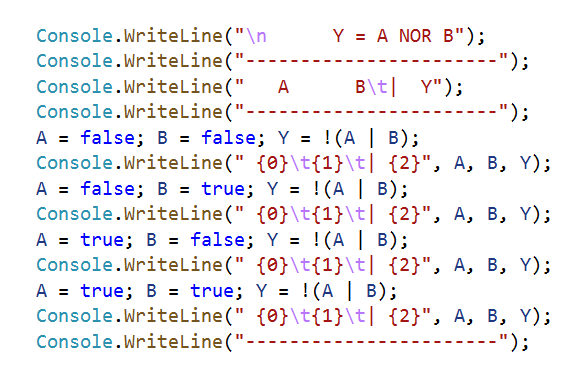 Console.WriteLine("\n      Y = A NOR B");
Console.WriteLine("-----------------------");
Console.WriteLine("   A      B\t|  Y");
Console.WriteLine("-----------------------");
A = false; B = false; Y = !(A | B);
Console.WriteLine(" {0}\t{1}\t| {2}", A, B, Y);
A = false; B = true; Y = !(A | B);
Console.WriteLine(" {0}\t{1}\t| {2}", A, B, Y);
A = true; B = false; Y = !(A | B);
Console.WriteLine(" {0}\t{1}\t| {2}", A, B, Y);
A = true; B = true; Y = !(A | B);
Console.WriteLine(" {0}\t{1}\t| {2}", A, B, Y);
Console.WriteLine("-----------------------");